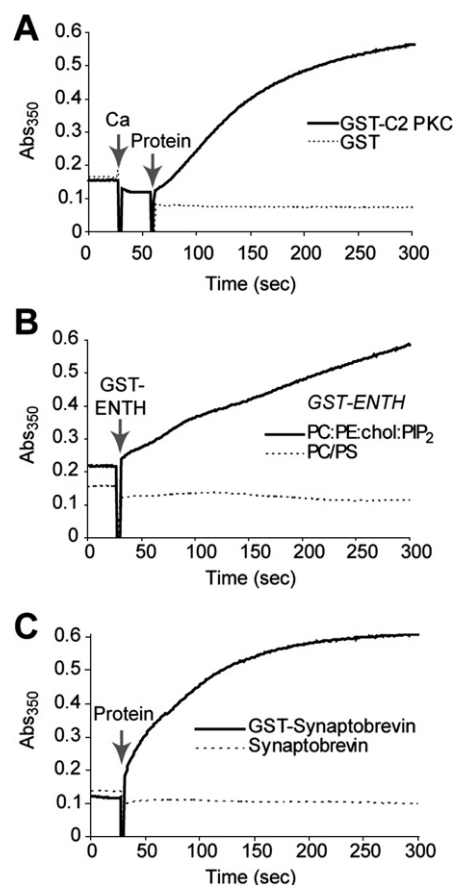 A
0.6
0.5
0.4
0.3
0.2
0.1
0
Abs350
Ca
Protein
GST-C2 PKC
GST
0 50 100 150 200 250 300
Time (sec)
B
0.6
0.5
0.4
0.3
0.2
0.1
0
Abs350
GST-
ENTH
GST-ENTH
PC:PE:chol:PIP2
PC/PS
0 50 100 150 200 250 300
Time (sec)
C
0.6
0.5
0.4
0.3
0.2
0.1
0
Abs350
Protein
GST-Synaptobrevin
Synaptobrevin
0 50 100 150 200 250 300
Time (sec)